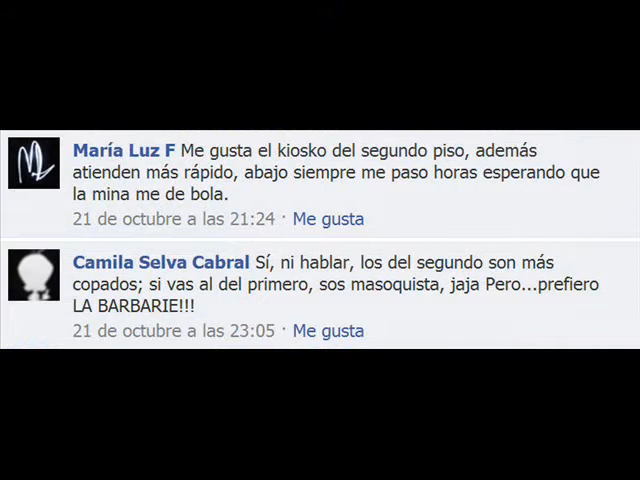 María Luz F Me gusta el kiosko del segundo piso, además
atienden más rápido, abajo siempre me paso horas esperando que
la mina me de bola.
21 de octubre a las 21:24 · Me gusta
Camila Selva Cabral Sí, ni hablar, los del segundo son más
copados; si vas al del primero, sos masoquista, jaja Pero...prefiero
LA BARBARIE!!!
21 de octubre a las 23:05 · Me gusta